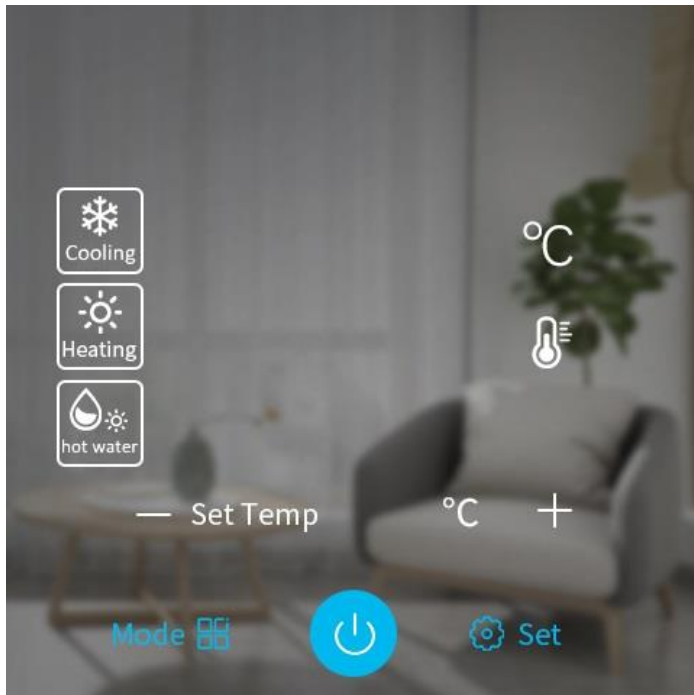 Cooling
°C
Heating
hot water
Set Temp °C
Mode
Set